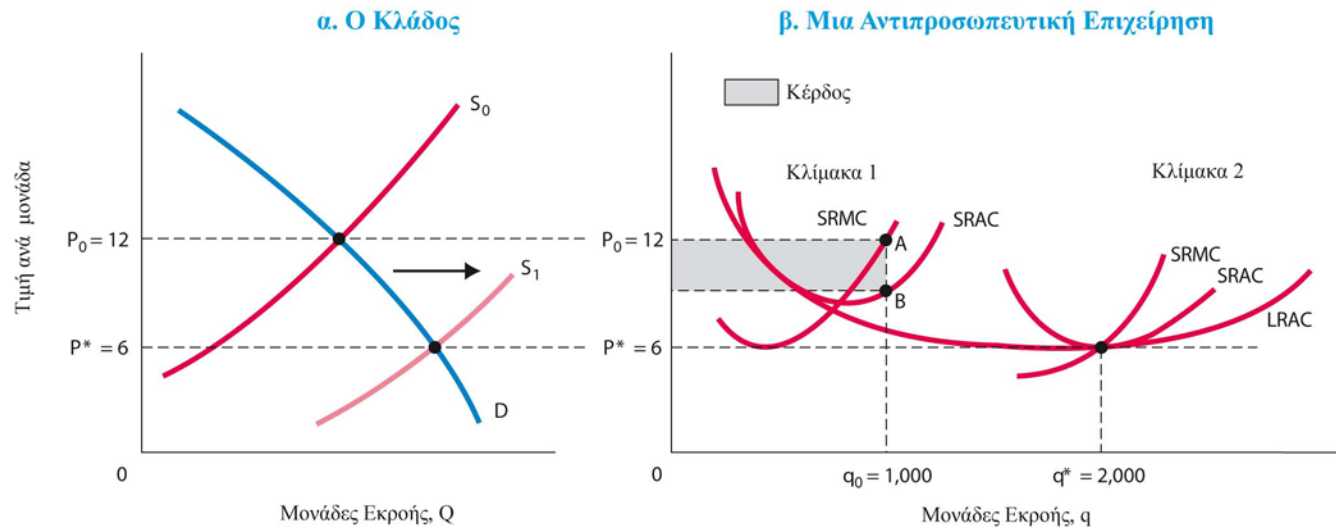 α. Ο Κλάδος
Τιμή ανά μονάδα
S0
P0 = 12
S1
P* = 6
D
0
Μονάδες Εκροής, Q
β. Μια Αντιπροσωπευτική Επιχείρηση
Κέρδος
Κλίμακα 1
Κλίμακα 2
SRMC
SRAC
P0 = 12
A
SRMC
SRAC
B
LRAC
P* = 6
0
q0 = 1,000
q* = 2,000
Μονάδες Εκροής, q